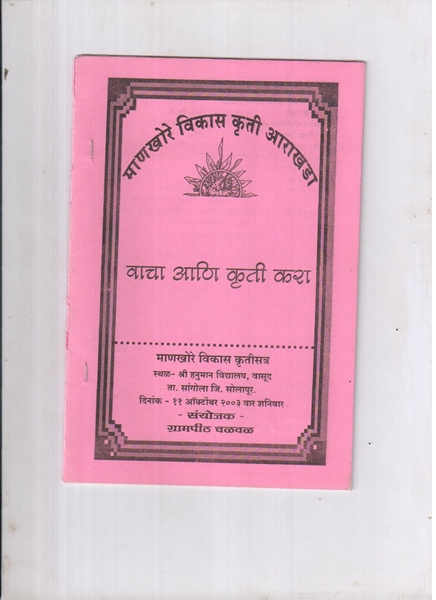 माणखोरे विकास कृती आराखडा
वाचा आणि कृती करा
माणखोरे विकास कृतीसत्र
स्थळ- श्री हनुमान विद्यालय, वासूद
ता. सांगोला जि. सोलापूर.
दिनांक - ११ ऑक्टोंबर २००३ वार शनिवार
- संयोजक -
ग्रामपीठ चळवळ